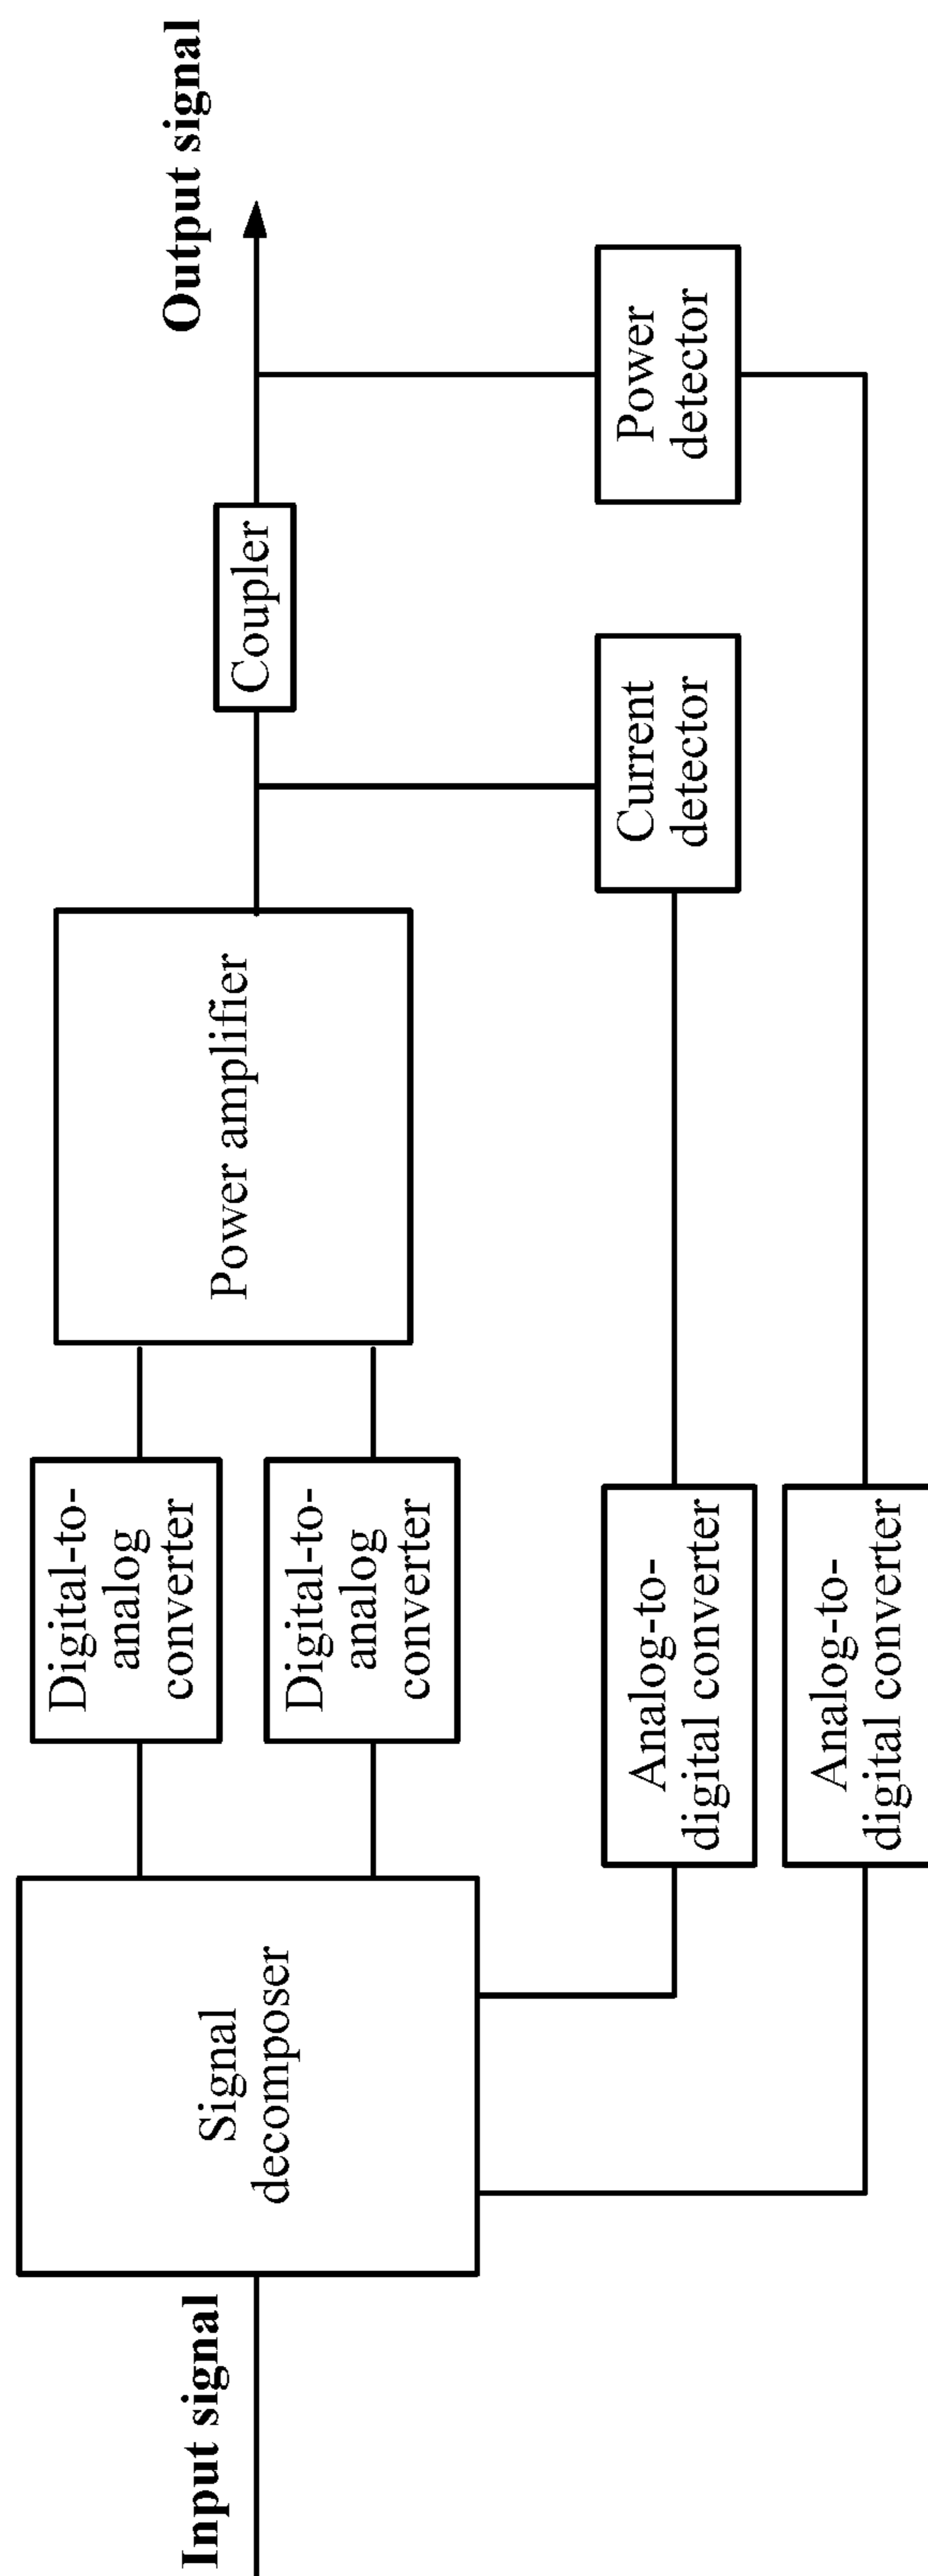 Input signal
Signal
decomposer
Digital-to-
analog
converter
Digital-to-
analog
converter
Power amplifier
Coupler
Output signal
Analog-to-
digital converter
Current
detector
Analog-to-
digital converter
Power
detector